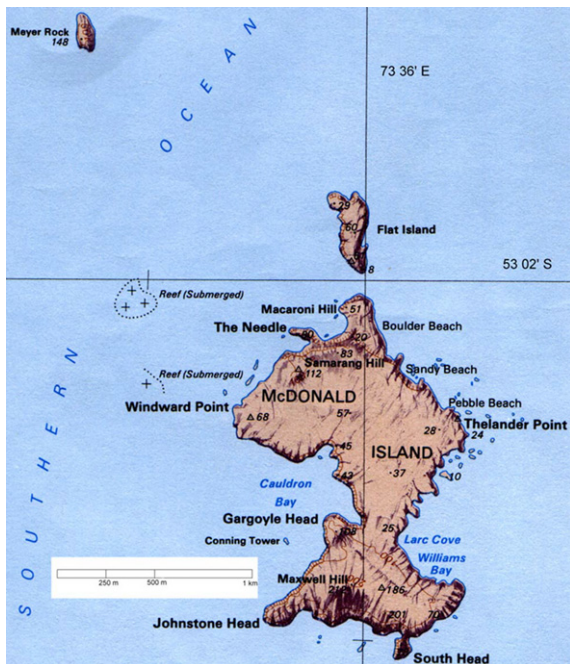 Meyer Rock
148
OCEAN
73 36' E
29
60
Flat Island
8
53 02' S
Reef (Submerged)
Macaroni Hill
51
Boulder Beach
The Needle
20
83
Samarang Hill
112
Sandy Beach
Reef (Submerged)
McDONALD
Pebble Beach
Windward Point
68
57
28
Thelander Point
24
45
ISLAND
37
10
Cauldron
Bay
Gargoyle Head
25
Larc Cove
Conning Tower
Williams
Bay
Maxwell Hill
186
201
70
Johnstone Head
South Head
SOUTHERN
250 m
500 m
1 km